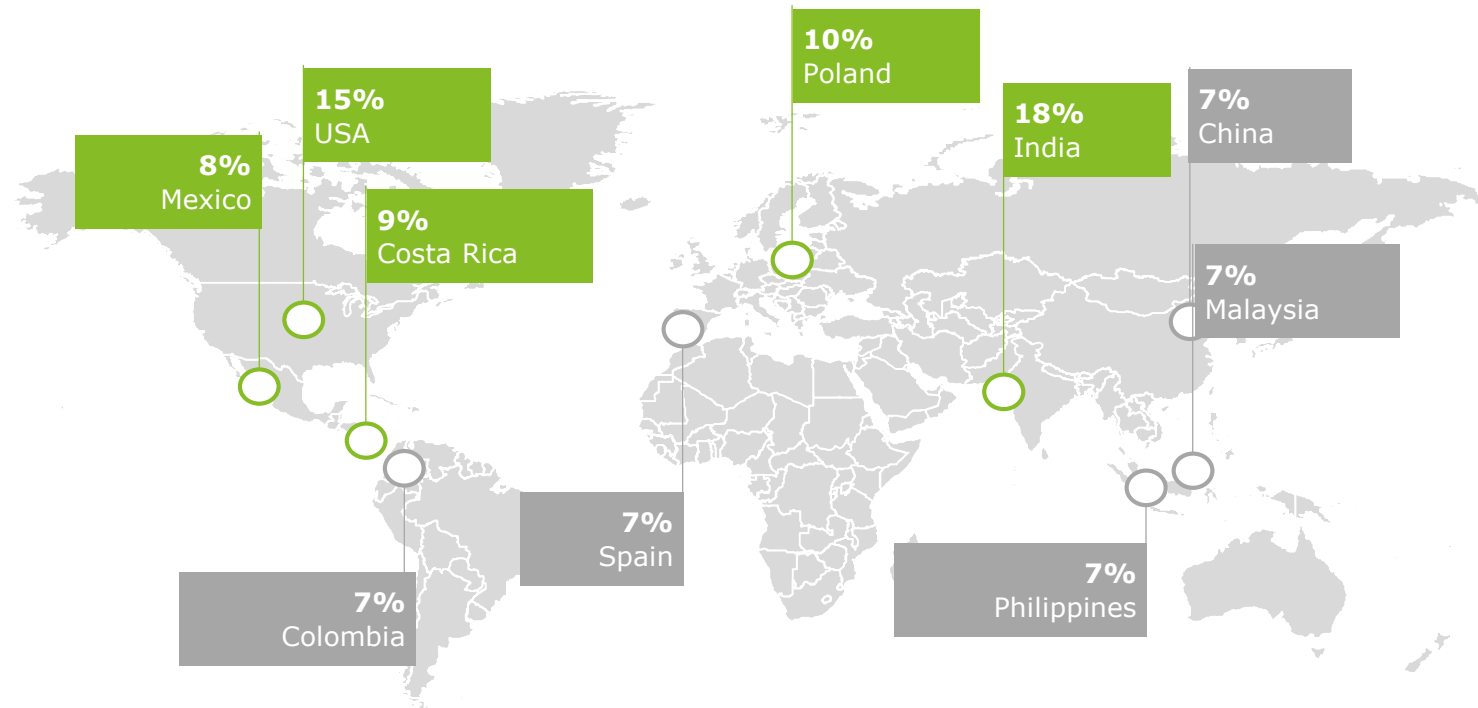 10%
Poland
15%
USA
18%
India
7%
China
8%
Mexico
9%
Costa Rica
7%
Malaysia
7%
Spain
7%
Philippines
7%
Colombia